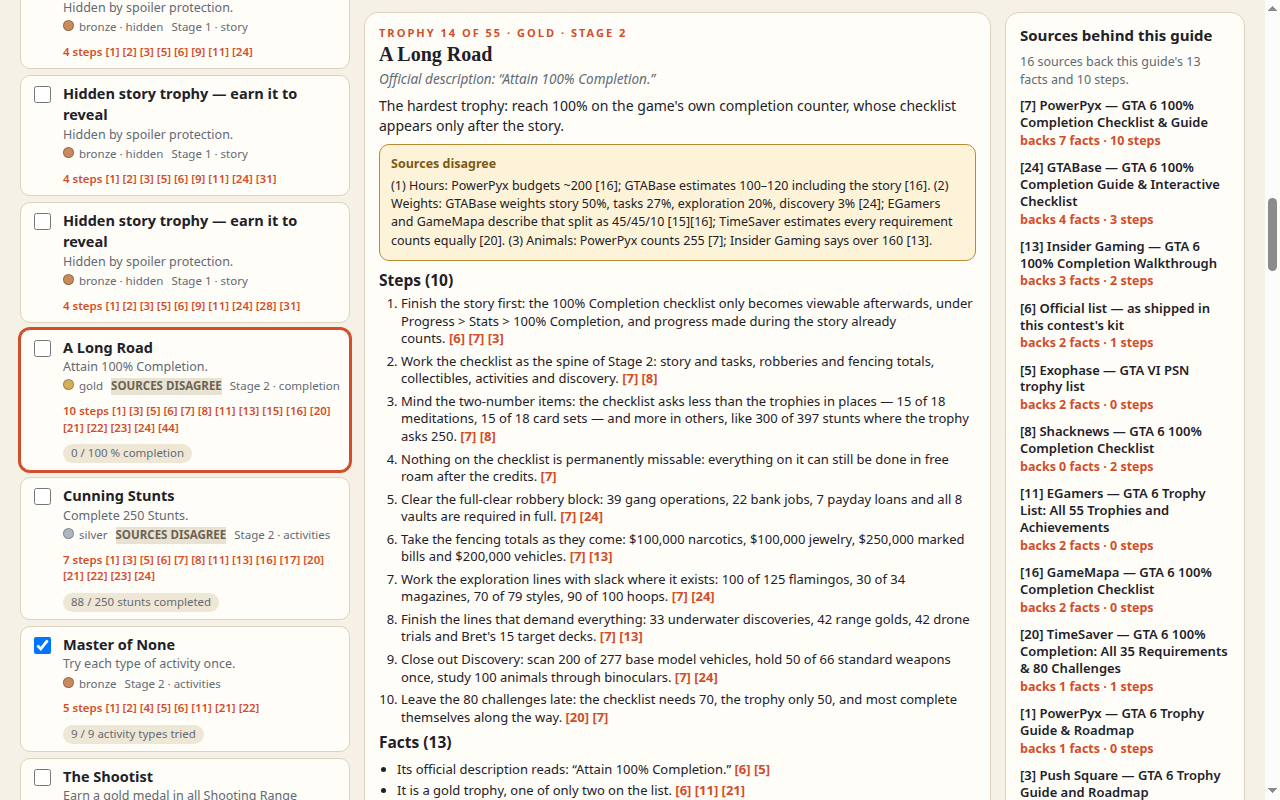 Hidden by spoiler protection.
bronze · hidden Stage 1 · story
4 steps [1] [2] [3] [5] [6] [9] [11] [24]
Hidden story trophy — earn it to
reveal
Hidden by spoiler protection.
bronze · hidden Stage 1 · story
4 steps [1] [2] [3] [5] [6] [9] [11] [24] [31]
Hidden story trophy — earn it to
reveal
Hidden by spoiler protection.
bronze · hidden Stage 1 · story
4 steps [1] [2] [3] [5] [6] [9] [11] [24] [28] [31]
A Long Road
Attain 100% Completion.
gold SOURCES DISAGREE Stage 2 · completion
10 steps [1] [3] [5] [6] [7] [8] [11] [13] [15] [16] [20]
[21] [22] [23] [24] [44]
0 / 100 % completion
Cunning Stunts
Complete 250 Stunts.
silver SOURCES DISAGREE Stage 2 · activities
7 steps [1] [3] [5] [6] [7] [8] [11] [13] [16] [17] [20]
[21] [22] [23] [24]
88 / 250 stunts completed
Master of None
Try each type of activity once.
bronze Stage 2 · activities
5 steps [1] [2] [4] [5] [6] [11] [21] [22]
9 / 9 activity types tried
The Shootist
Earn a gold medal in all Shooting Range
TROPHY 14 OF 55 · GOLD · STAGE 2
A Long Road
Official description: “Attain 100% Completion.”
The hardest trophy: reach 100% on the game's own completion counter, whose checklist
appears only after the story.
Sources disagree
(1) Hours: PowerPyx budgets ~200 [16]; GTABase estimates 100–120 including the story [16]. (2)
Weights: GTABase weights story 50%, tasks 27%, exploration 20%, discovery 3% [24]; EGamers
and GameMapa describe that split as 45/45/10 [15][16]; TimeSaver estimates every requirement
counts equally [20]. (3) Animals: PowerPyx counts 255 [7]; Insider Gaming says over 160 [13].
Steps (10)
1. Finish the story first: the 100% Completion checklist only becomes viewable afterwards, under
Progress > Stats > 100% Completion, and progress made during the story already
counts. [6] [7] [3]
2. Work the checklist as the spine of Stage 2: story and tasks, robberies and fencing totals,
collectibles, activities and discovery. [7] [8]
3. Mind the two-number items: the checklist asks less than the trophies in places — 15 of 18
meditations, 15 of 18 card sets — and more in others, like 300 of 397 stunts where the trophy
asks 250. [7] [8]
4. Nothing on the checklist is permanently missable: everything on it can still be done in free
roam after the credits. [7]
5. Clear the full-clear robbery block: 39 gang operations, 22 bank jobs, 7 payday loans and all 8
vaults are required in full. [7] [24]
6. Take the fencing totals as they come: $100,000 narcotics, $100,000 jewelry, $250,000 marked
bills and $200,000 vehicles. [7] [13]
7. Work the exploration lines with slack where it exists: 100 of 125 flamingos, 30 of 34
magazines, 70 of 79 styles, 90 of 100 hoops. [7] [24]
8. Finish the lines that demand everything: 33 underwater discoveries, 42 range golds, 42 drone
trials and Bret's 15 target decks. [7] [13]
9. Close out Discovery: scan 200 of 277 base model vehicles, hold 50 of 66 standard weapons
once, study 100 animals through binoculars. [7] [24]
10. Leave the 80 challenges late: the checklist needs 70, the trophy only 50, and most complete
themselves along the way. [20] [7]
Facts (13)
• Its official description reads: “Attain 100% Completion.” [6] [5]
• It is a gold trophy, one of only two on the list. [6] [11] [21]
Sources behind this guide
16 sources back this guide's 13
facts and 10 steps.
[7] PowerPyx — GTA 6 100%
Completion Checklist & Guide
backs 7 facts · 10 steps
[24] GTABase — GTA 6 100%
Completion Guide & Interactive
Checklist
backs 4 facts · 3 steps
[13] Insider Gaming — GTA 6
100% Completion Walkthrough
backs 3 facts · 2 steps
[6] Official list — as shipped in
this contest's kit
backs 2 facts · 1 steps
[5] Exophase — GTA VI PSN
trophy list
backs 2 facts · 0 steps
[8] Shacknews — GTA 6 100%
Completion Checklist
backs 0 facts · 2 steps
[11] EGamers — GTA 6 Trophy
List: All 55 Trophies and
Achievements
backs 2 facts · 0 steps
[16] GameMapa — GTA 6 100%
Completion Checklist
backs 2 facts · 0 steps
[20] TimeSaver — GTA 6 100%
Completion: All 35 Requirements
& 80 Challenges
backs 1 facts · 1 steps
[1] PowerPyx — GTA 6 Trophy
Guide & Roadmap
backs 1 facts · 0 steps
[3] Push Square — GTA 6 Trophy
Guide and Roadmap